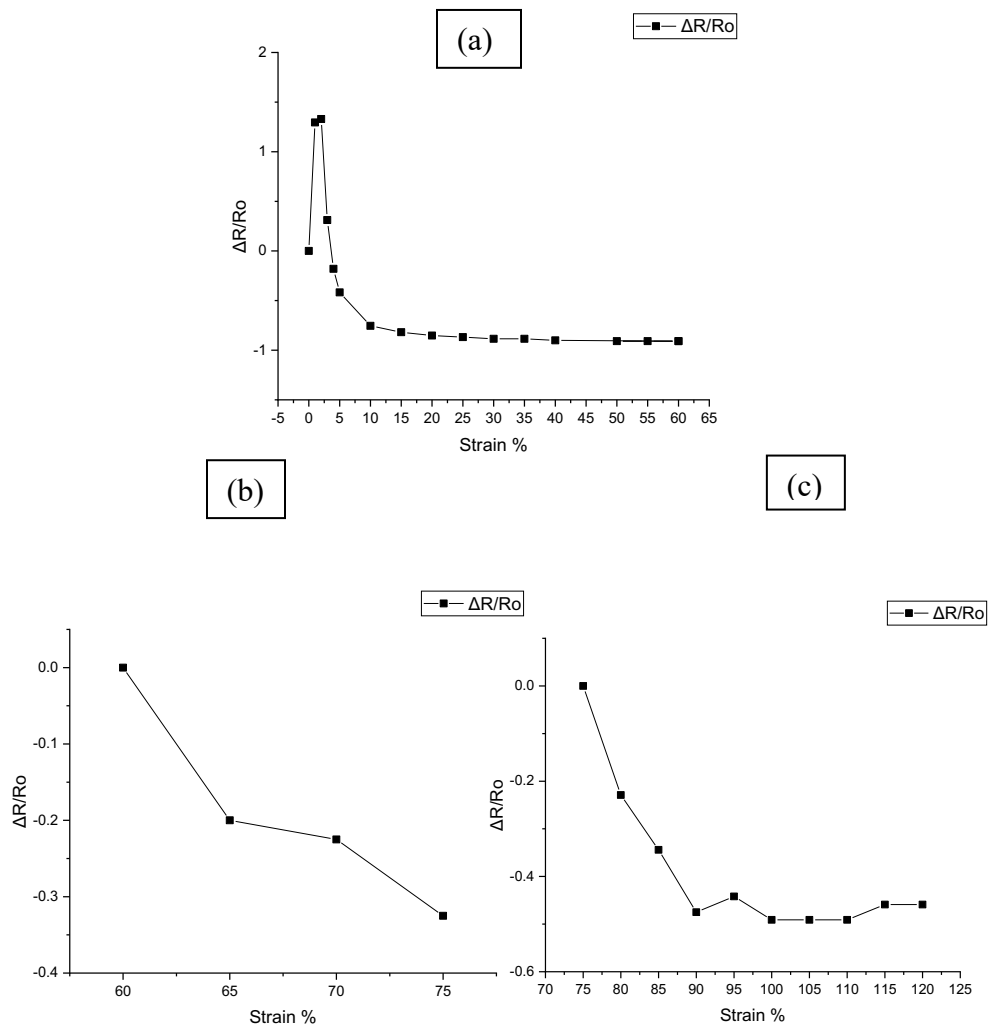 (a)
ΔR/Ro
2
1
0
-1
ΔR/Ro
-5 0 5 10 15 20 25 30 35 40 45 50 55 60 65
Strain %
(b)
(c)
ΔR/Ro
0.0
-0.1
-0.2
-0.3
-0.4
ΔR/Ro
60 65 70 75
Strain %
ΔR/Ro
0.0
-0.2
-0.4
-0.6
ΔR/Ro
70 75 80 85 90 95 100 105 110 115 120 125
Strain %